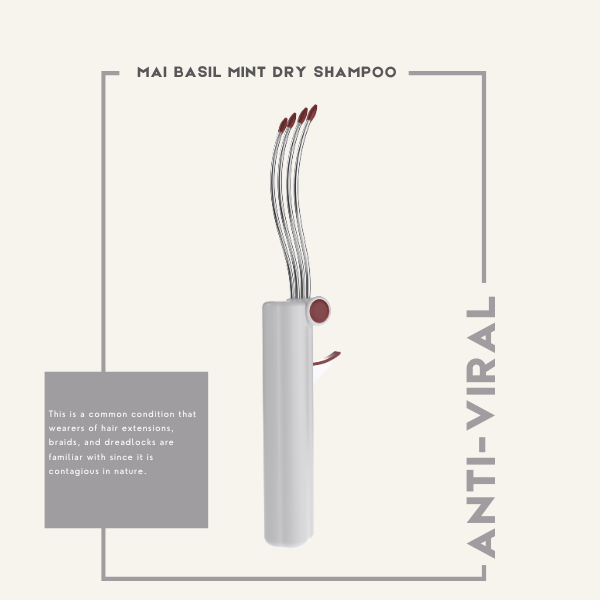 MAI BASIL MINT DRY SHAMPOO
ANTI-VIRAL
This is a common condition that
wearers of hair extensions,
braids, and dreadlocks are
familiar with since it is
contagious in nature.